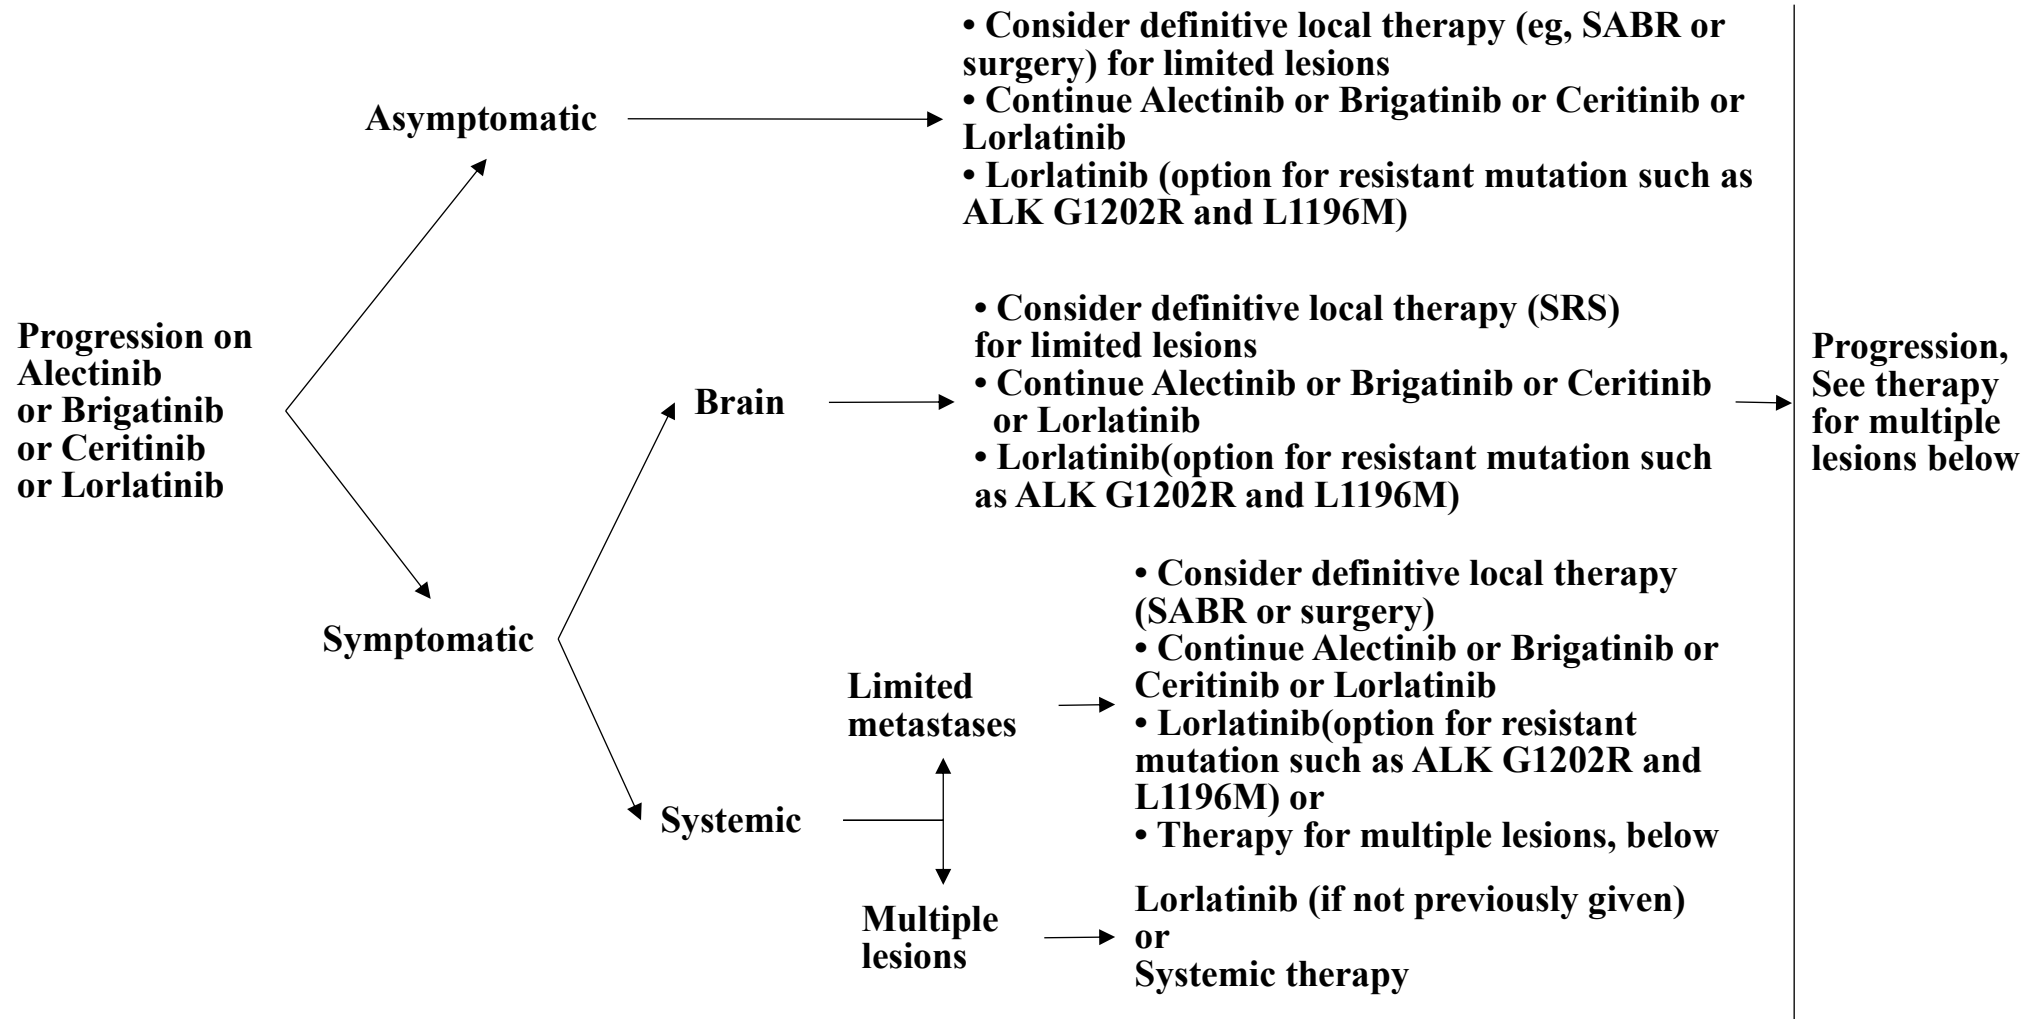 Progression on
Alectinib
or Brigatinib
or Ceritinib
or Lorlatinib
Asymptomatic
• Consider definitive local therapy (eg, SABR or
surgery) for limited lesions
• Continue Alectinib or Brigatinib or Ceritinib or
Lorlatinib
• Lorlatinib (option for resistant mutation such as
ALK G1202R and L1196M)
Symptomatic
Brain
• Consider definitive local therapy (SRS)
for limited lesions
• Continue Alectinib or Brigatinib or Ceritinib
or Lorlatinib
• Lorlatinib(option for resistant mutation such
as ALK G1202R and L1196M)
Systemic
Limited
metastases
• Consider definitive local therapy
(SABR or surgery)
• Continue Alectinib or Brigatinib or
Ceritinib or Lorlatinib
• Lorlatinib(option for resistant
mutation such as ALK G1202R and
L1196M) or
• Therapy for multiple lesions, below
Multiple
lesions
Lorlatinib (if not previously given)
or
Systemic therapy
Progression,
See therapy
for multiple
lesions below